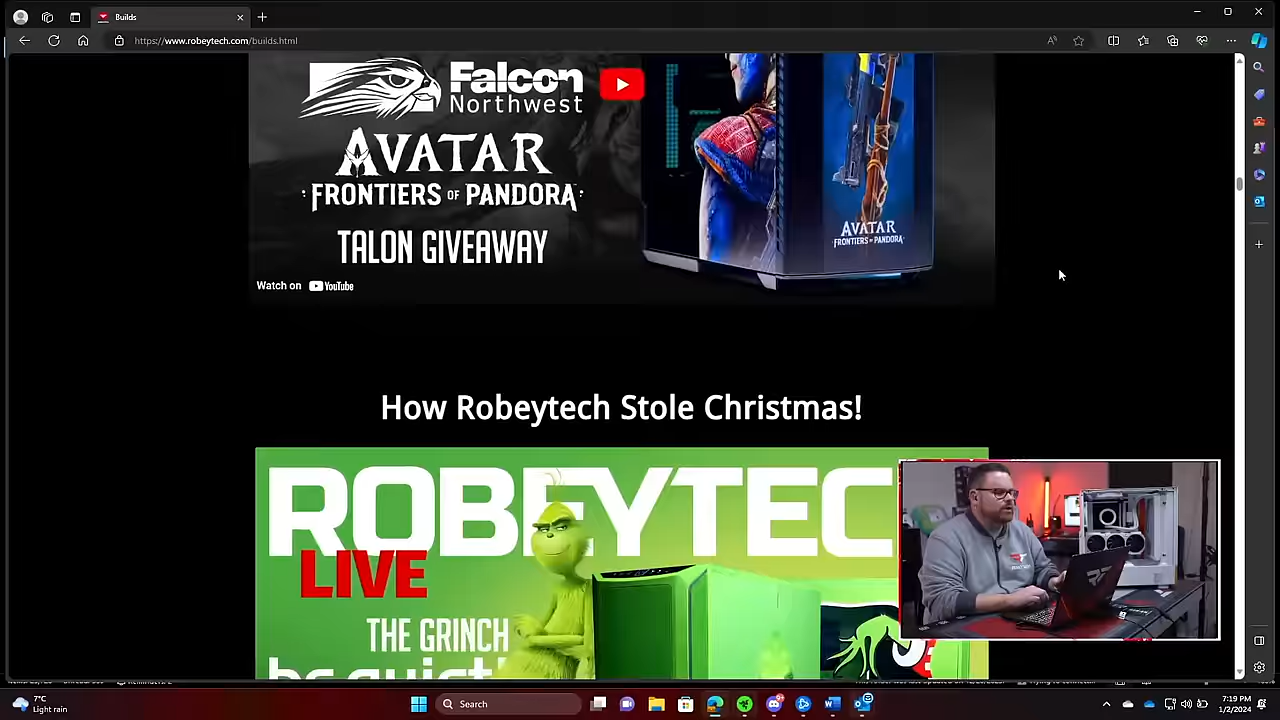 Builds
https://www.robeytech.com/builds.html
Falcon
Northwest
AVATAR
FRONTIERS OF PANDORA
TALON GIVEAWAY
AVATAR
FRONTIERS OF PANDORA
Watch on YouTube
How Robeytech Stole Christmas!
ROBEYTEC
LIVE
THE GRINCH
be quiet!
7°C
Light rain
Search
7:19 PM
1/2/2024